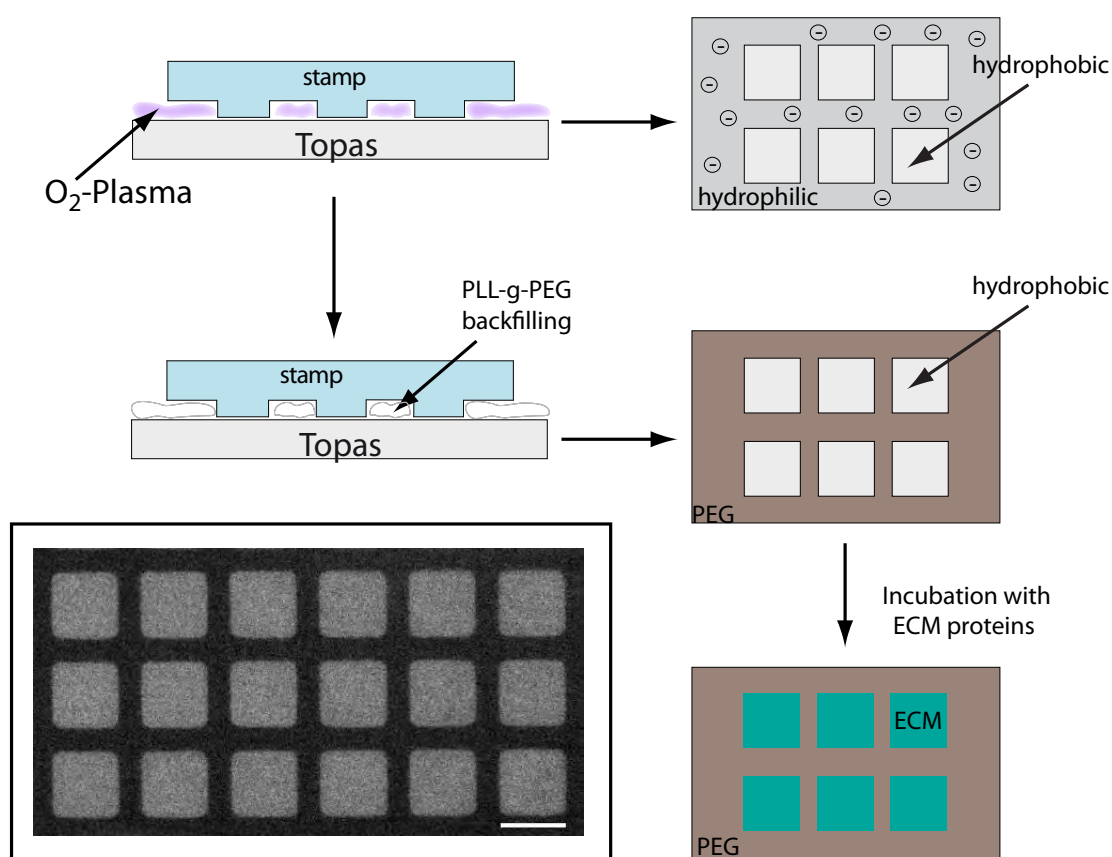 stamp
Topas
O₂-Plasma
hydrophobic
hydrophilic
PLL-g-PEG
backfilling
stamp
Topas
hydrophobic
PEG
Incubation with
ECM proteins
ECM
PEG